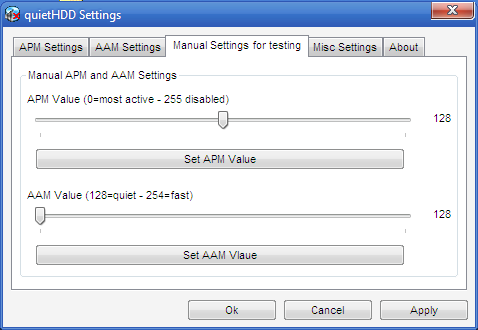 quietHDD Settings
APM Settings AAM Settings Manual Settings for testing Misc Settings About
Manual APM and AAM Settings
APM Value (0=most active - 255 disabled)
128
Set APM Value
AAM Value (128=quiet - 254=fast)
128
Set AAM Vlaue
Ok Cancel Apply